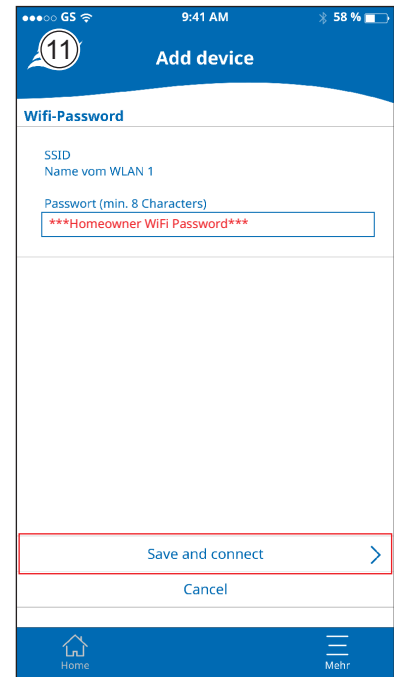 GS 9:41 AM 58 %
11
Add device
Wifi-Password
SSID
Name vom WLAN 1
Passwort (min. 8 Characters)
***Homeowner WiFi Password***
Save and connect
Cancel
Home Mehr